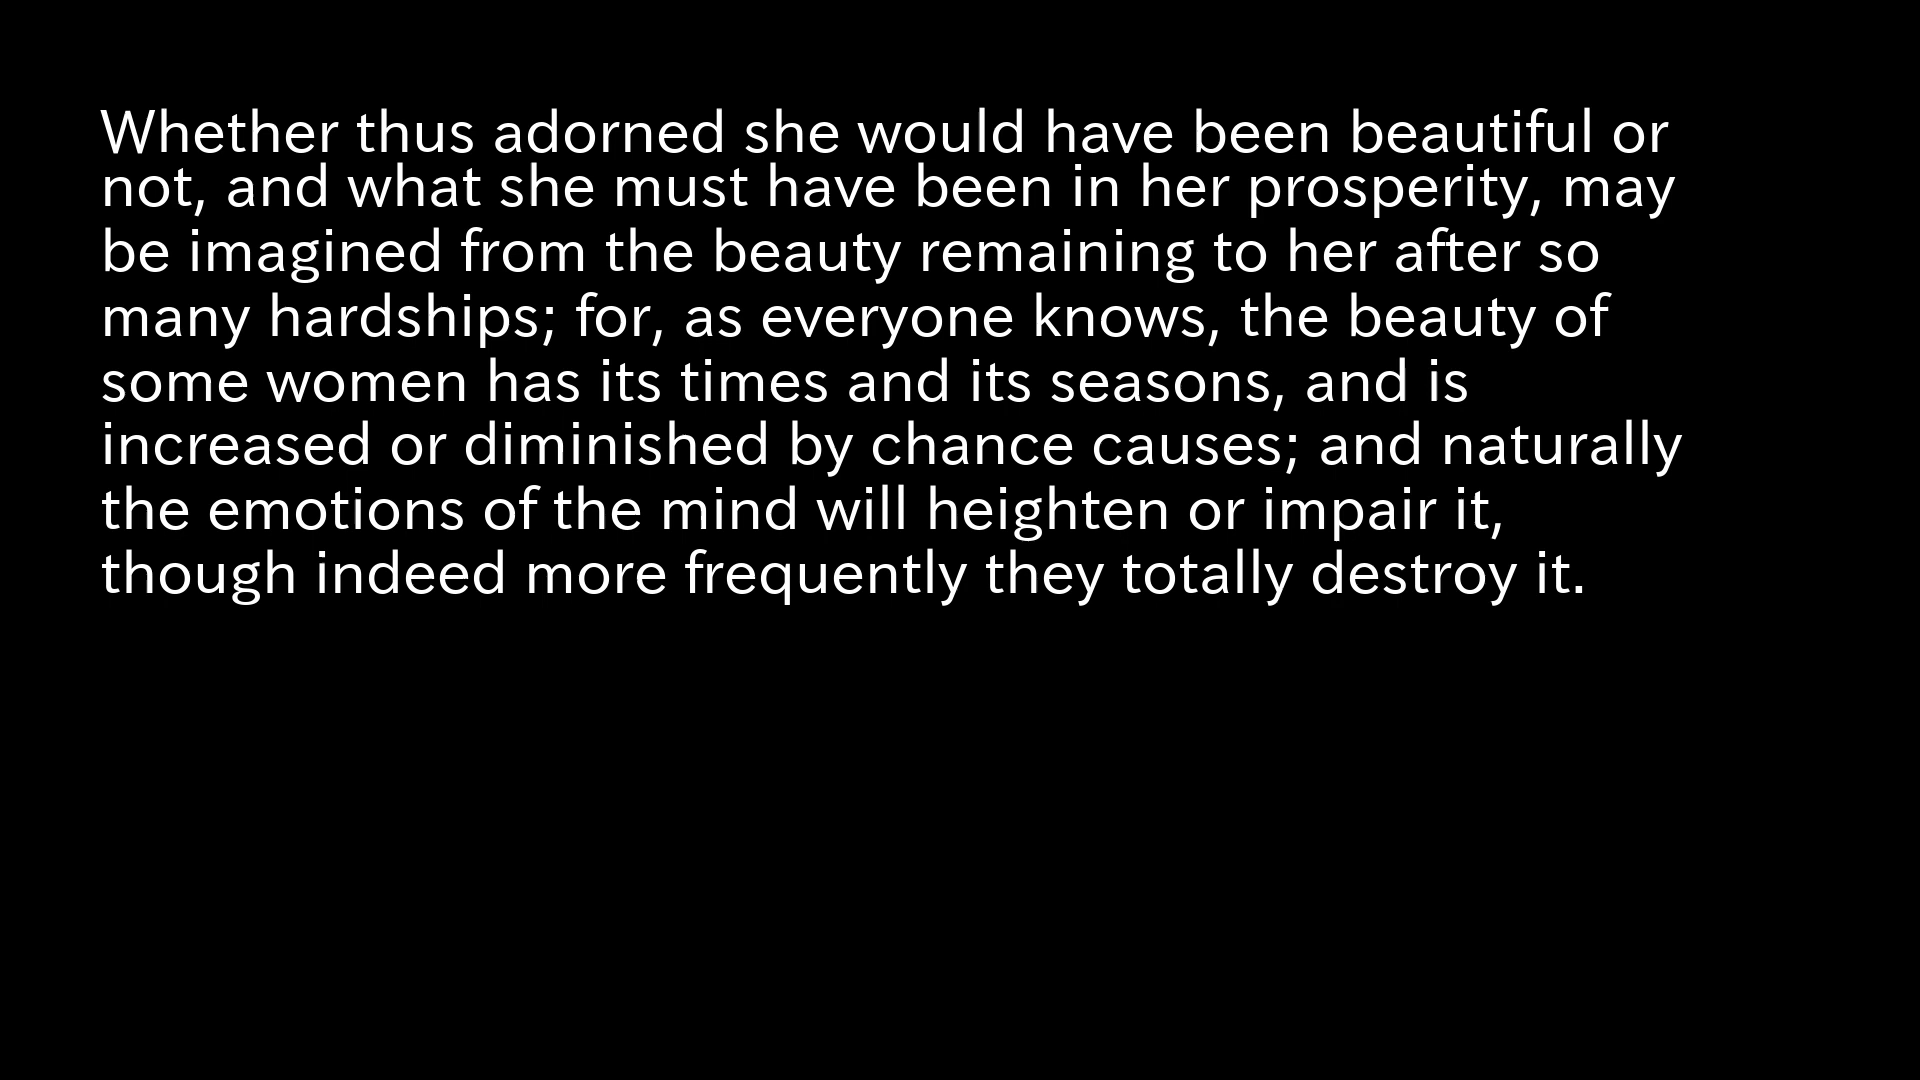 Whether thus adorned she would have been beautiful or
not, and what she must have been in her prosperity, may
be imagined from the beauty remaining to her after so
many hardships; for, as everyone knows, the beauty of
some women has its times and its seasons, and is
increased or diminished by chance causes; and naturally
the emotions of the mind will heighten or impair it,
though indeed more frequently they totally destroy it.